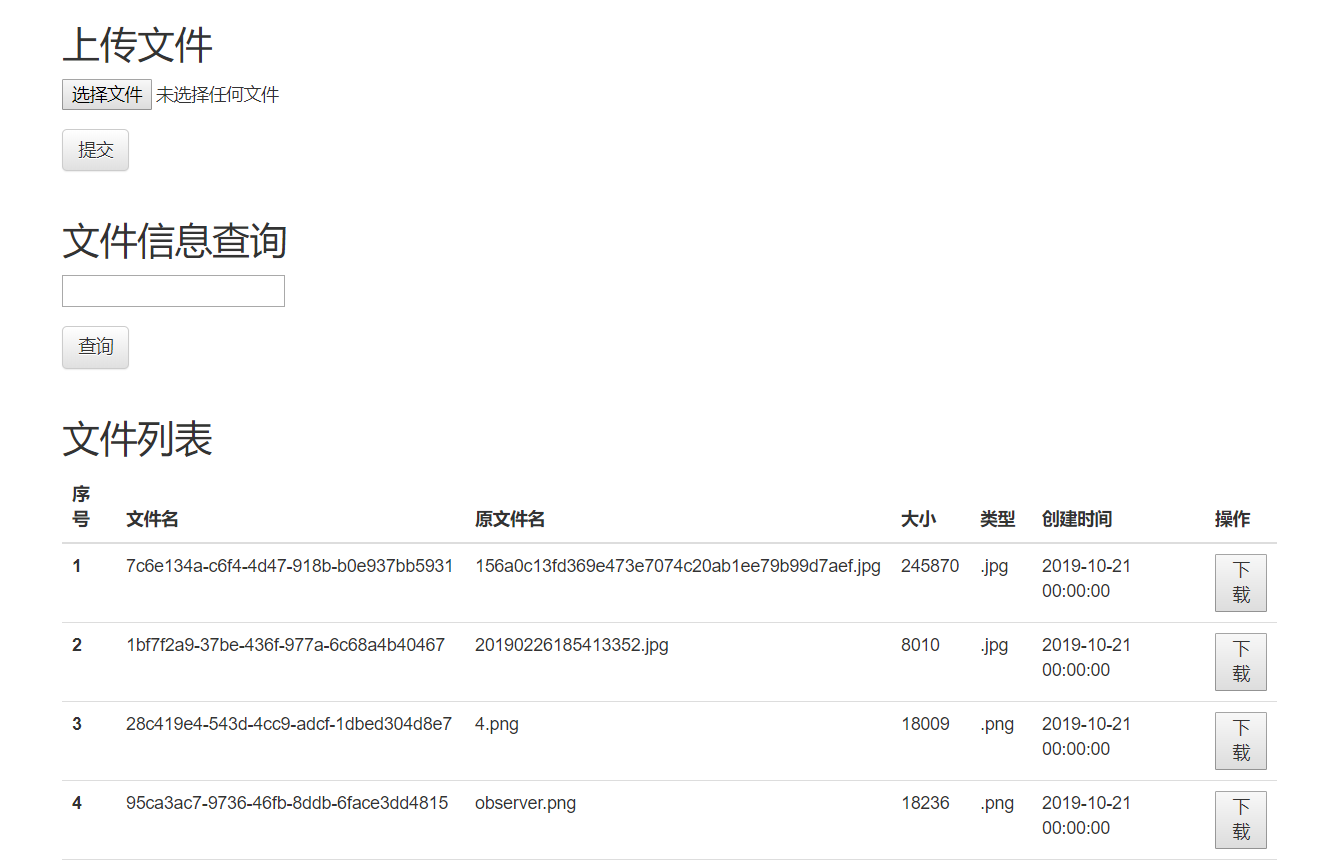 上传文件
选择文件 未选择任何文件
提交
文件信息查询
查询
文件列表
序号 文件名 原文件名 大小 类型 创建时间 操作
1 7c6e134a-c6f4-4d47-918b-b0e937bb5931 156a0c13fd369e473e7074c20ab1ee79b99d7aef.jpg 245870 .jpg 2019-10-21 下
00:00:00 载
2 1bf7f2a9-37be-436f-977a-6c68a4b40467 20190226185413352.jpg 8010 .jpg 2019-10-21 下
00:00:00 载
3 28c419e4-543d-4cc9-adcf-1dbed304d8e7 4.png 18009 .png 2019-10-21 下
00:00:00 载
4 95ca3ac7-9736-46fb-8ddb-6face3dd4815 observer.png 18236 .png 2019-10-21 下
00:00:00 载